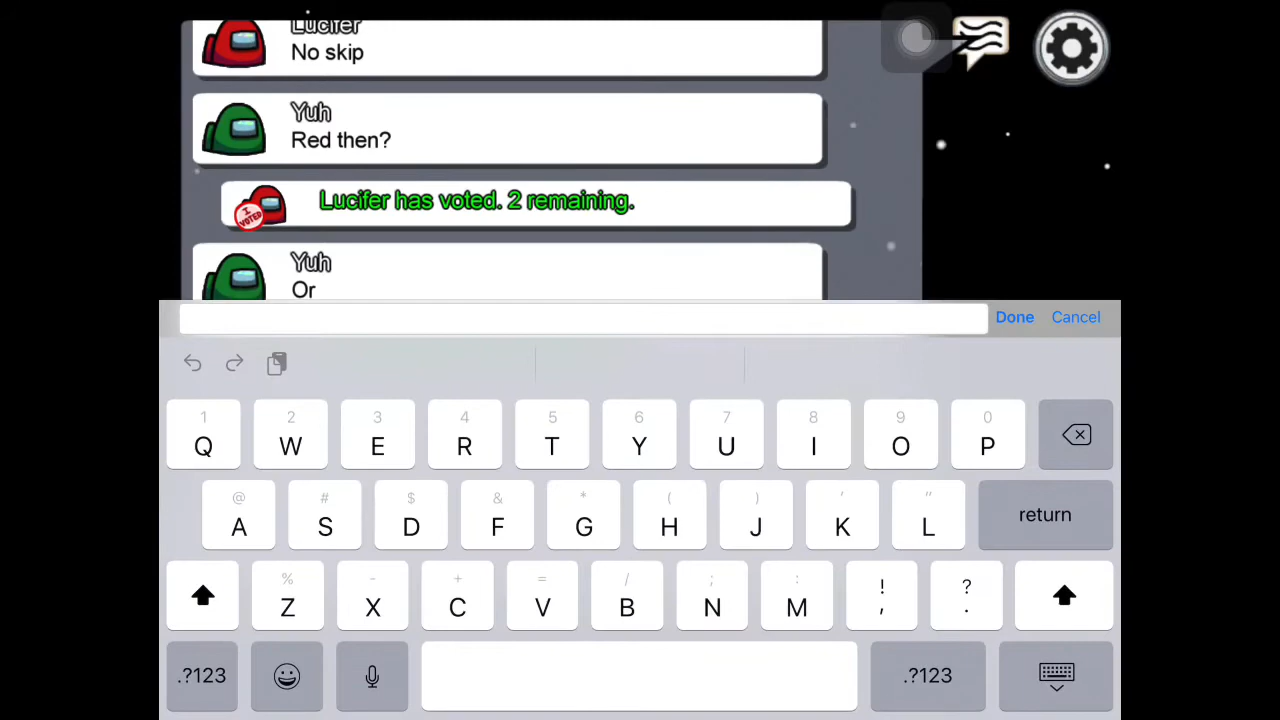 Lucifer
No skip
Yuh
Red then?
I VOTED
Lucifer has voted. 2 remaining.
Yuh
Or
Done Cancel
1 2 3 4 5 6 7 8 9 0
Q W E R T Y U I O P
@ # $ & * ( ) ' "
A S D F G H J K L return
% - + = / ; : ! ?
Z X C V B N M , .
.?123 .?123